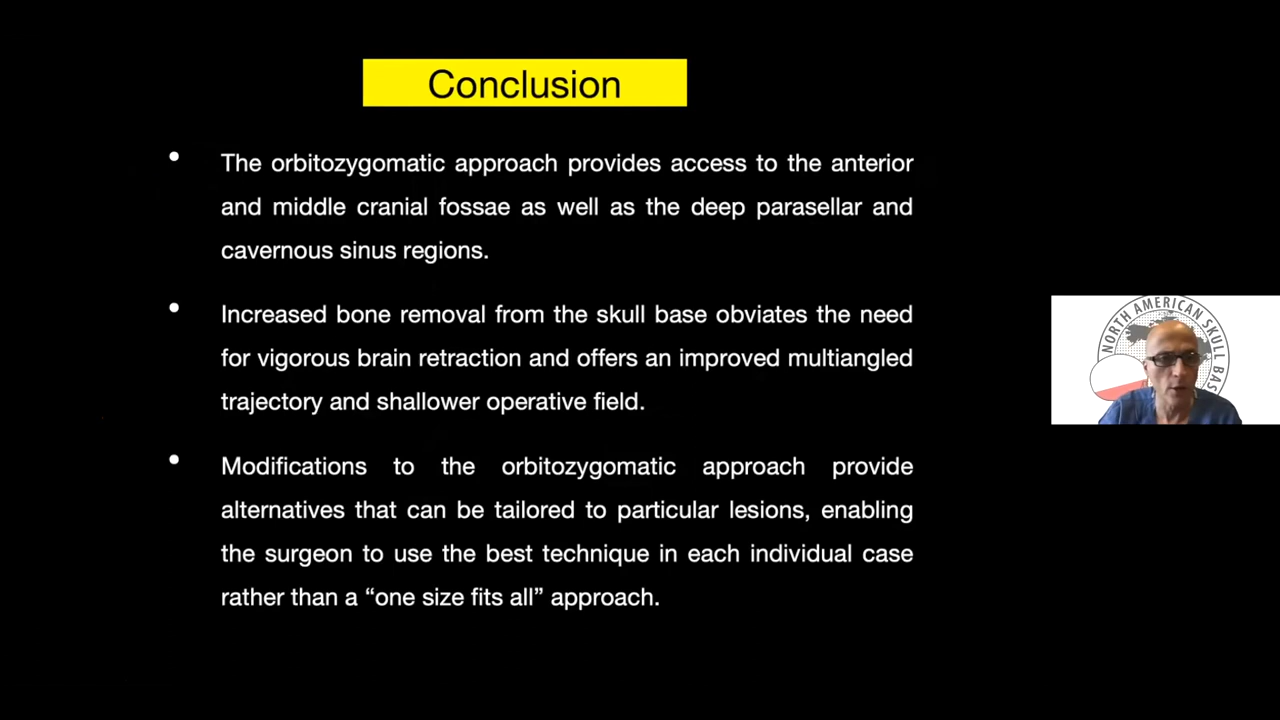 Conclusion
• The orbitozygomatic approach provides access to the anterior
and middle cranial fossae as well as the deep parasellar and
cavernous sinus regions.
• Increased bone removal from the skull base obviates the need
for vigorous brain retraction and offers an improved multiangled
trajectory and shallower operative field.
• Modifications to the orbitozygomatic approach provide
alternatives that can be tailored to particular lesions, enabling
the surgeon to use the best technique in each individual case
rather than a “one size fits all” approach.
NORTH AMERICAN SKULL BAS